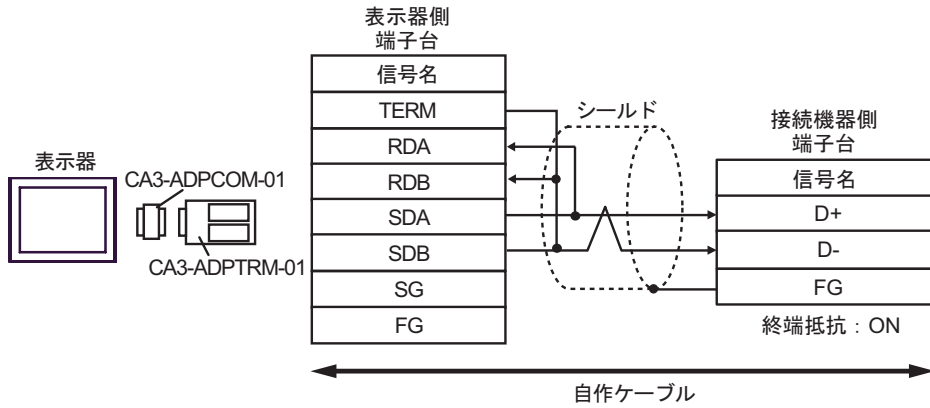 表示器
CA3-ADPCOM-01
CA3-ADPTRM-01
表示器側
端子台
信号名
TERM
RDA
RDB
SDA
SDB
SG
FG
シールド
接続機器側
端子台
信号名
D+
D-
FG
終端抵抗：ON
自作ケーブル